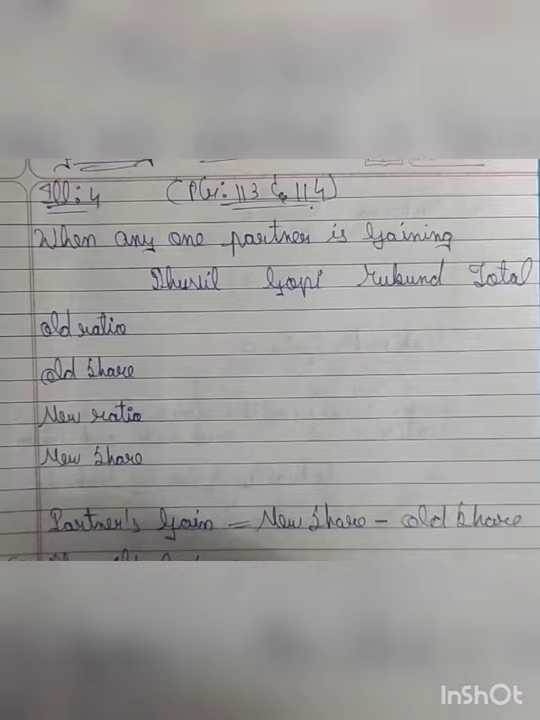 Ill: 4 (PG: 113 & 114)
When any one partner is Gaining
Gopi Mukund Total
old ratio
old share
New ratio
New share
Partner's Gain = New share - old share
InShOt